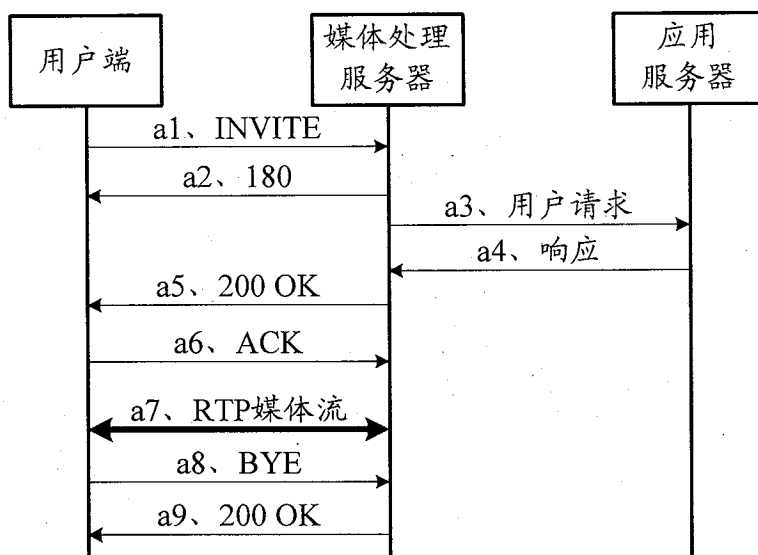 用户端
媒体处理
服务器
应用
服务器
a1、INVITE
a2、180
a3、用户请求
a4、响应
a5、200 OK
a6、ACK
a7、RTP媒体流
a8、BYE
a9、200 OK